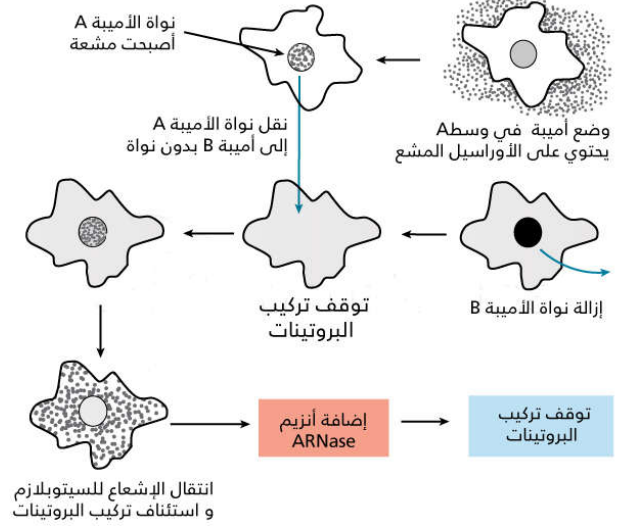 نواة الأميبة A
أصبحت مشعة
وضع أميبة في وسطA
يحتوي على الأوراسيل المشع
نقل نواة الأميبة A
إلى أميبة B بدون نواة
إزالة نواة الأميبة B
توقف تركيب
البروتينات
انتقال الإشعاع للسيتوبلازم
و استئناف تركيب البروتينات
إضافة أنزيم
ARNase
توقف تركيب
البروتينات